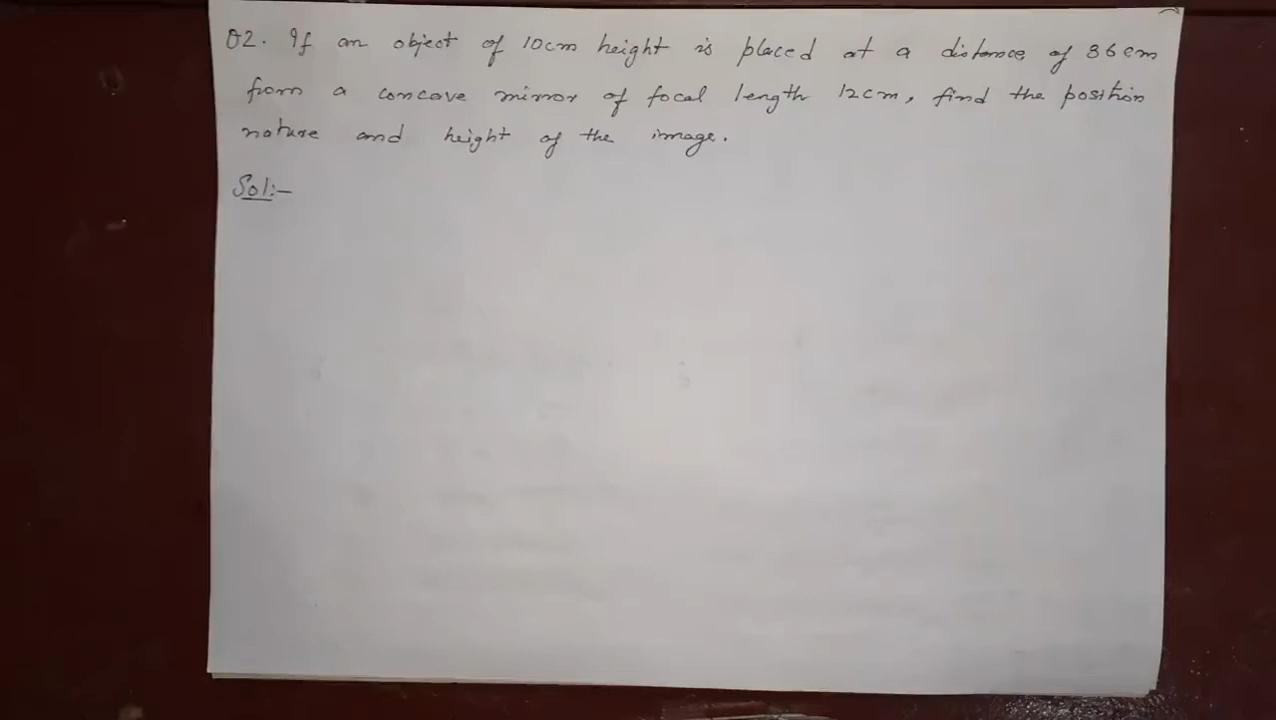 Q2. If an object of 10cm height is placed at a distance of 36cm
from a concave mirror of focal length 12cm, find the position
nature and height of the image.
Sol:-